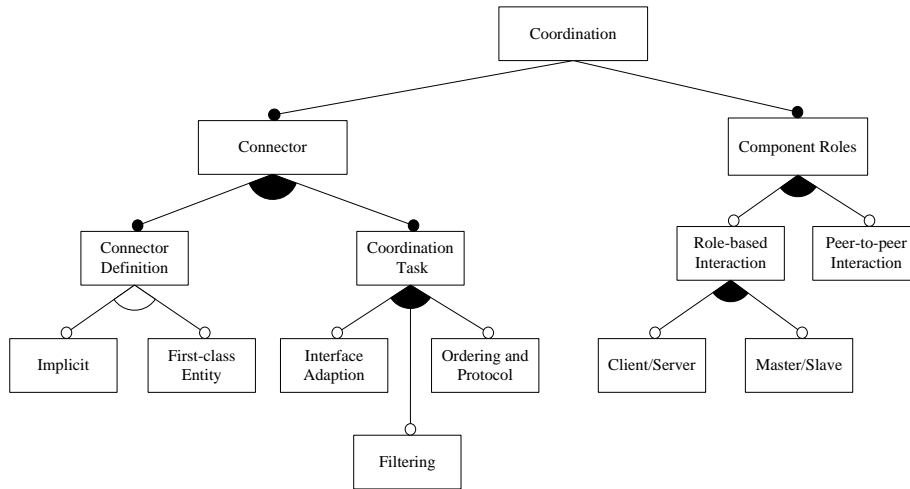 Coordination
Connector
Component Roles
Connector
Definition
Coordination
Task
Role-based
Interaction
Peer-to-peer
Interaction
Implicit
First-class
Entity
Interface
Adaption
Ordering and
Protocol
Client/Server
Master/Slave
Filtering